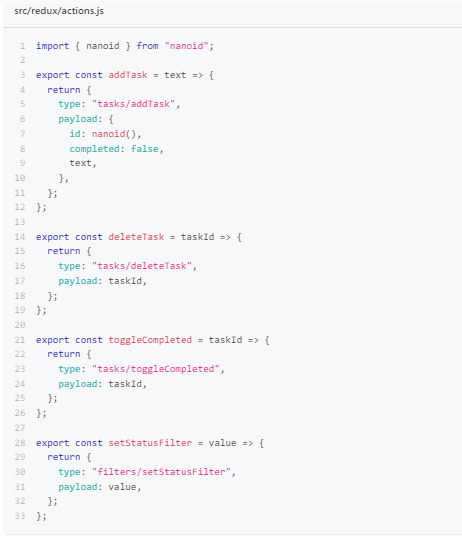 src/redux/actions.js
1 import { nanoid } from "nanoid";
2
3 export const addTask = text => {
4   return {
5     type: "tasks/addTask",
6     payload: {
7       id: nanoid(),
8       completed: false,
9       text,
10     },
11   };
12 };
13
14 export const deleteTask = taskId => {
15   return {
16     type: "tasks/deleteTask",
17     payload: taskId,
18   };
19 };
20
21 export const toggleCompleted = taskId => {
22   return {
23     type: "tasks/toggleCompleted",
24     payload: taskId,
25   };
26 };
27
28 export const setStatusFilter = value => {
29   return {
30     type: "filters/setStatusFilter",
31     payload: value,
32   };
33 };